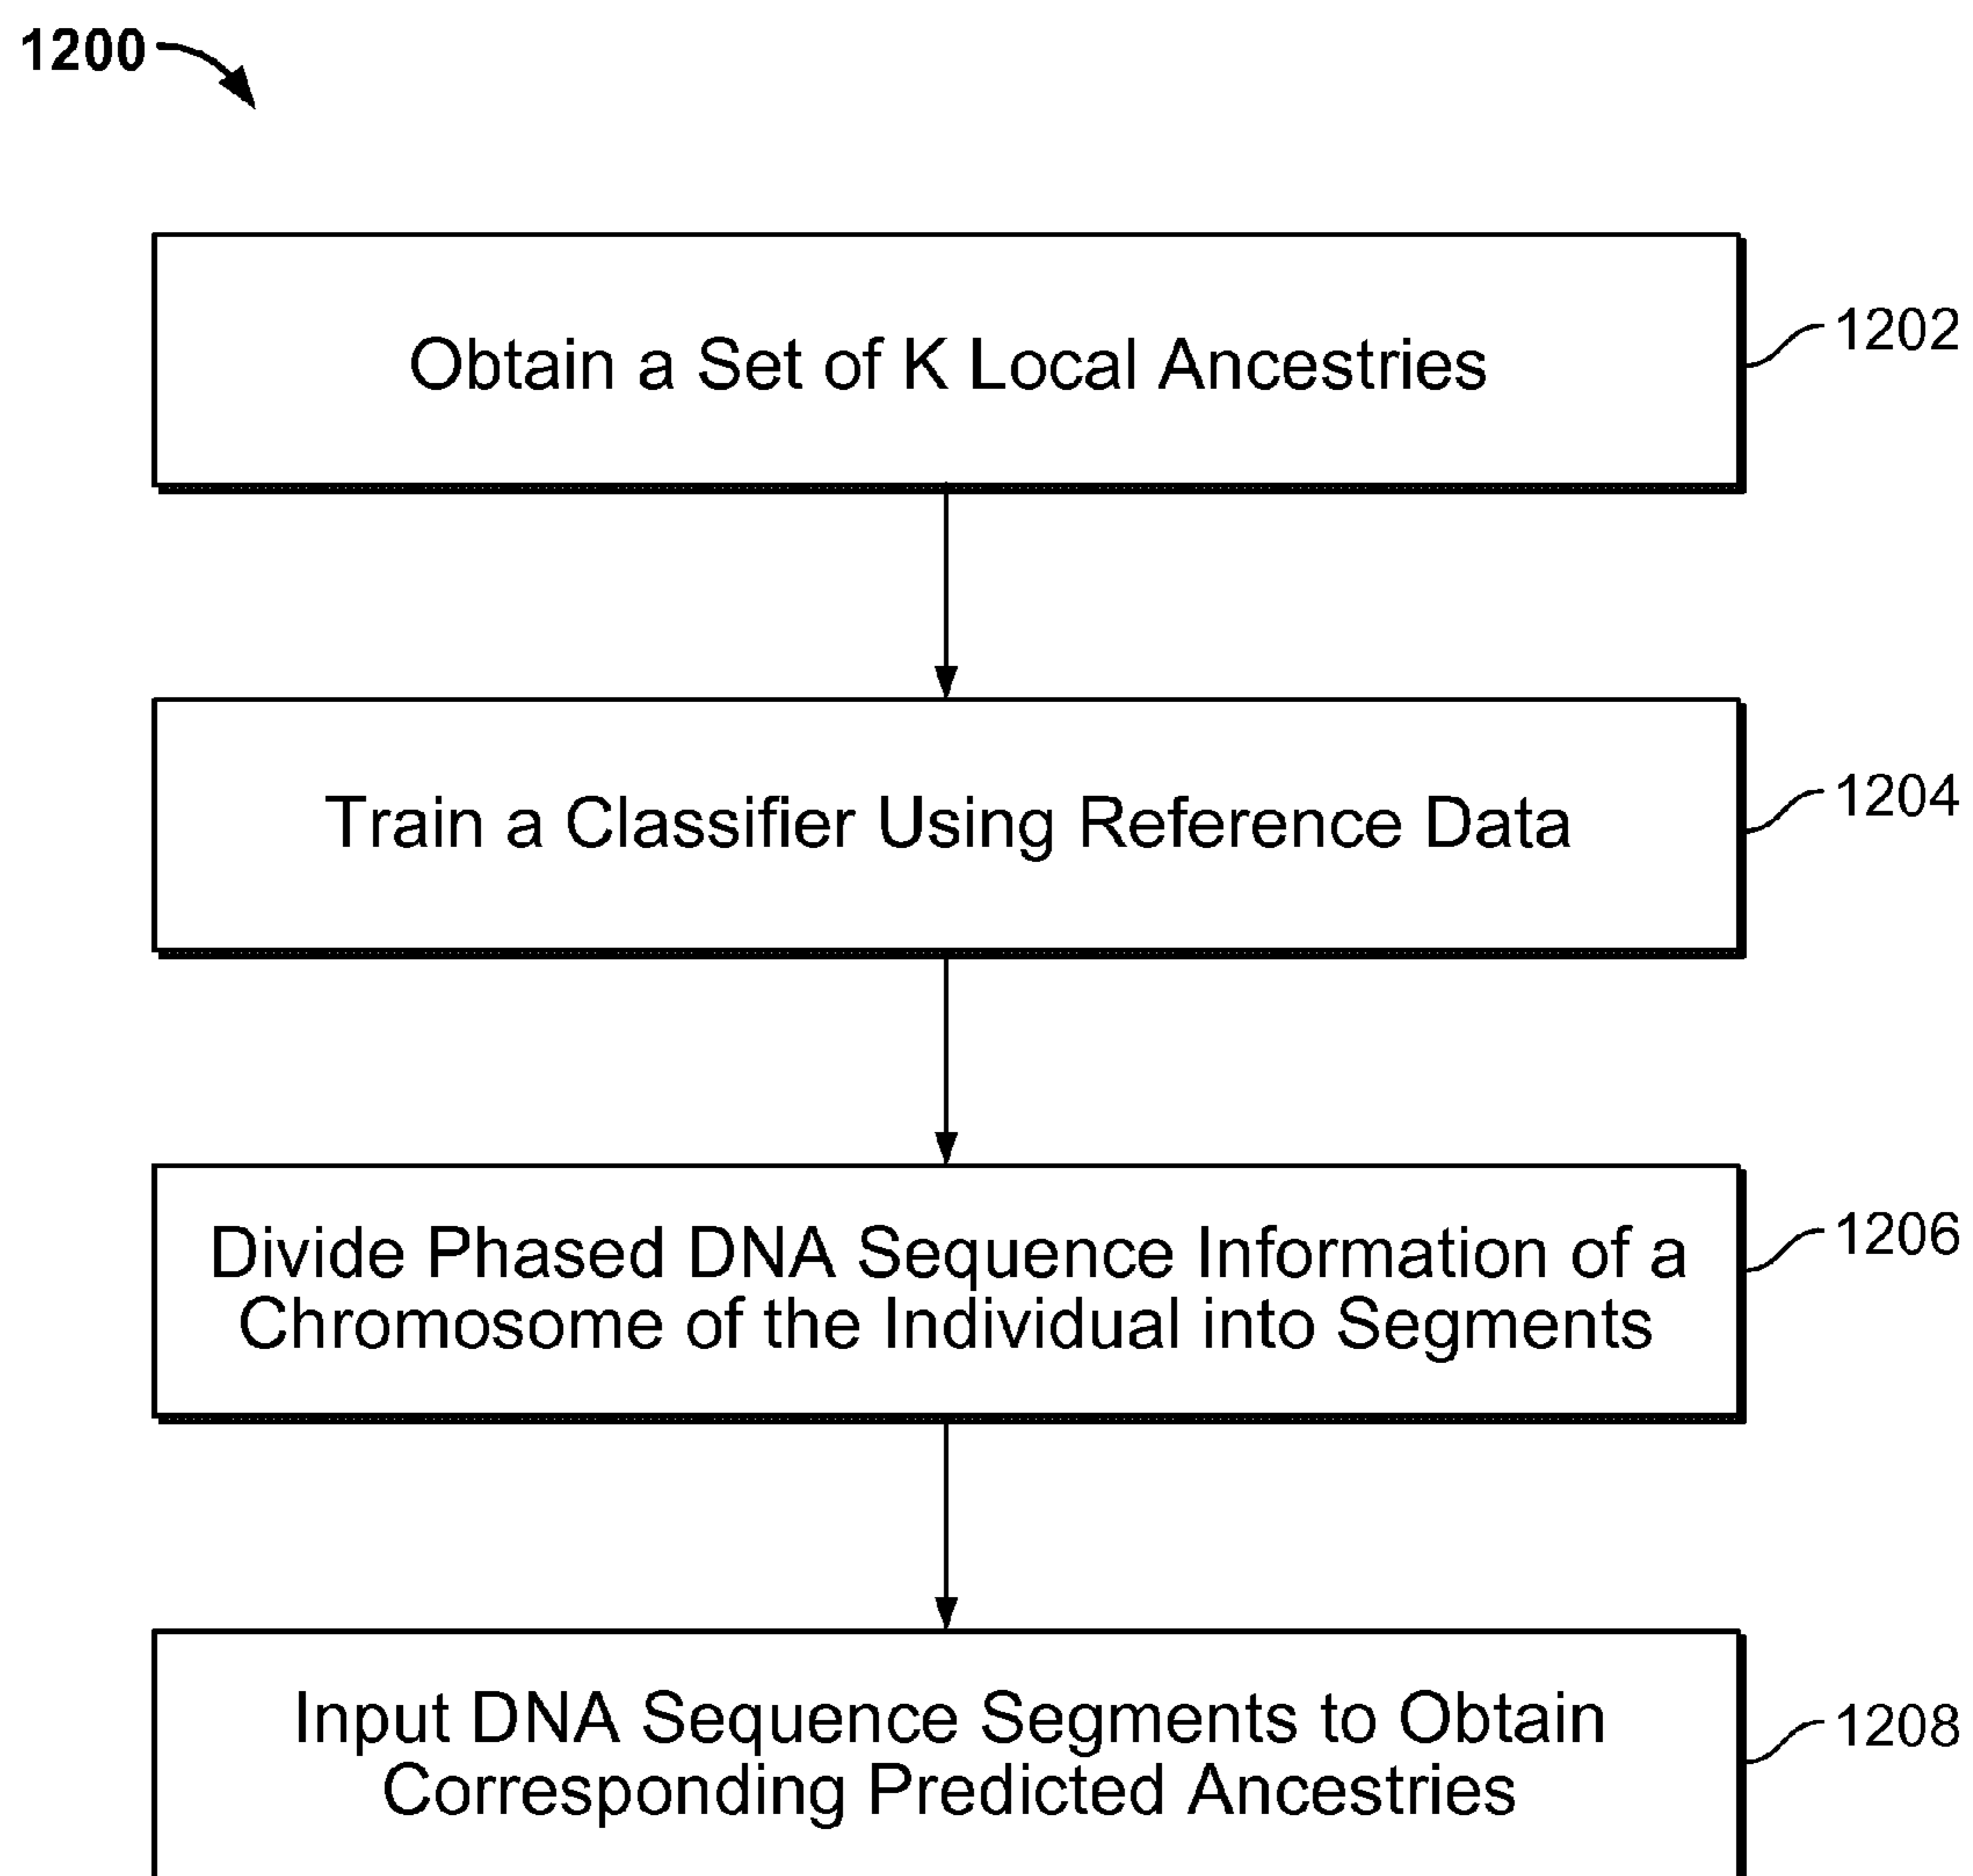 1200
Obtain a Set of K Local Ancestries
1202
Train a Classifier Using Reference Data
1204
Divide Phased DNA Sequence Information of a
Chromosome of the Individual into Segments
1206
Input DNA Sequence Segments to Obtain
Corresponding Predicted Ancestries
1208